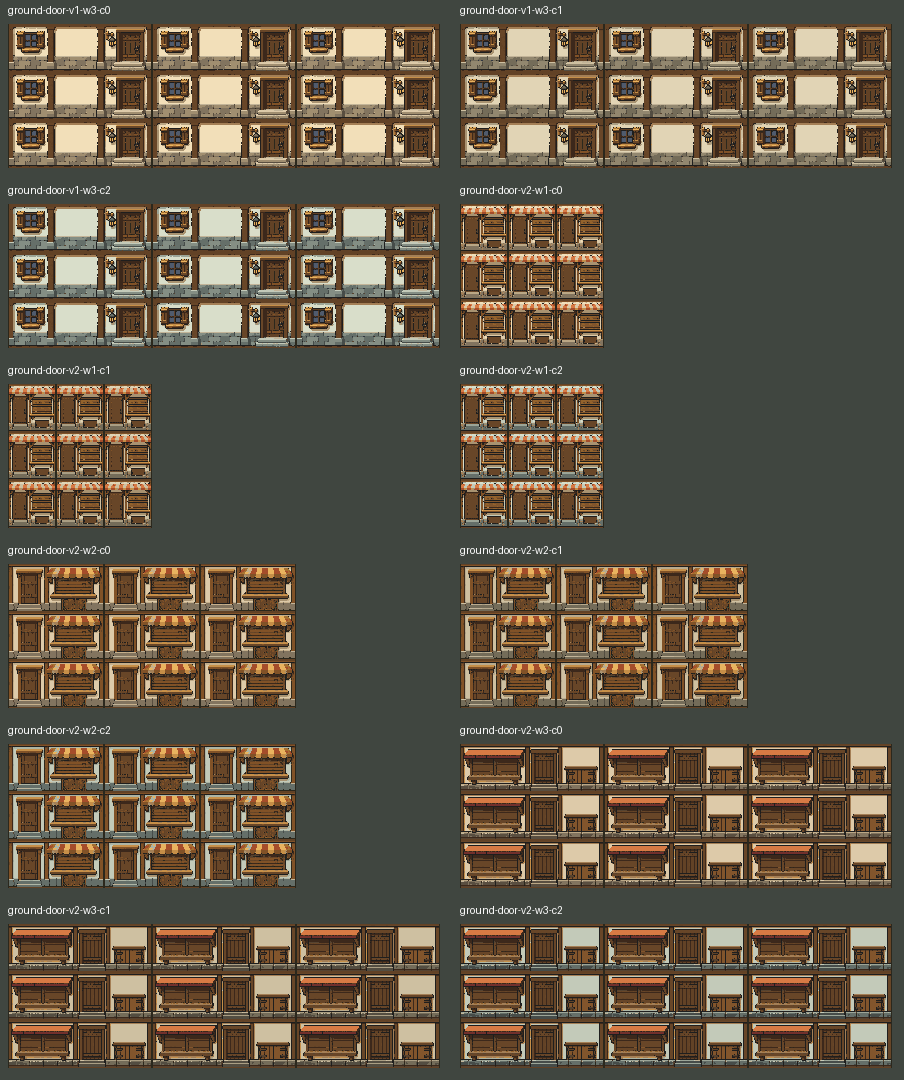 ground-door-v1-w3-c0
ground-door-v1-w3-c1
ground-door-v1-w3-c2
ground-door-v2-w1-c0
ground-door-v2-w1-c1
ground-door-v2-w1-c2
ground-door-v2-w2-c0
ground-door-v2-w2-c1
ground-door-v2-w2-c2
ground-door-v2-w3-c0
ground-door-v2-w3-c1
ground-door-v2-w3-c2